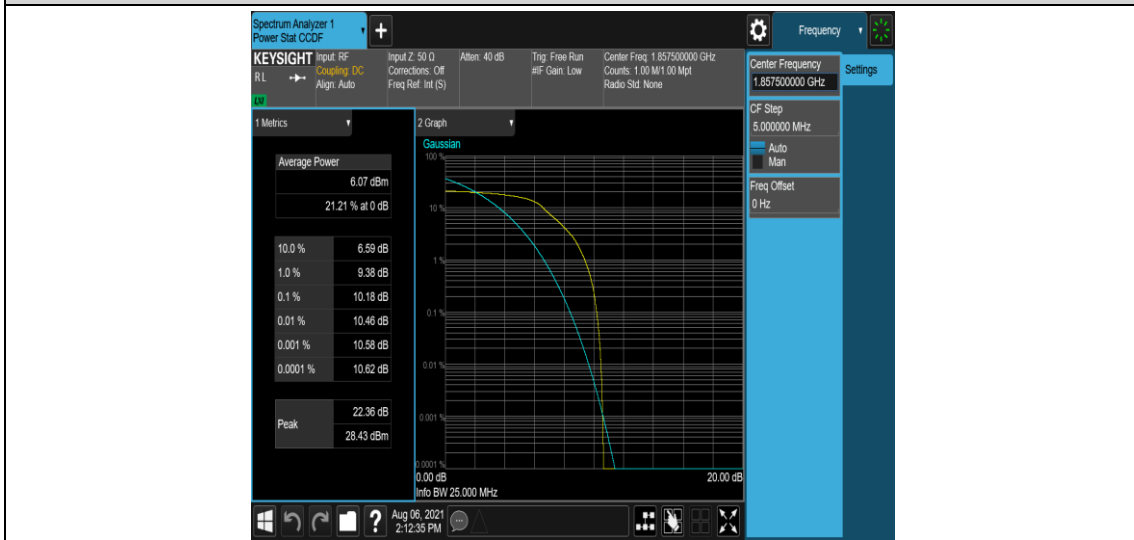 Spectrum Analyzer 1
Power Stat CCDF
+
Frequency
KEYSIGHT
RL
LXI
Input: RF
Coupling: DC
Align: Auto
Input Z: 50 Ω
Corrections: Off
Freq Ref: Int (S)
Atten: 40 dB
Trig: Free Run
#IF Gain: Low
Center Freq: 1.857500000 GHz
Counts: 1.00 M/1.00 Mpt
Radio Std: None
Center Frequency
1.857500000 GHz
Settings
CF Step
5.000000 MHz
Auto
Man
Freq Offset
0 Hz
1 Metrics
Average Power
6.07 dBm
21.21 % at 0 dB
10.0 % 6.59 dB
1.0 % 9.38 dB
0.1 % 10.18 dB
0.01 % 10.46 dB
0.001 % 10.58 dB
0.0001 % 10.62 dB
Peak
22.36 dB
28.43 dBm
2 Graph
Gaussian
100 %
10 %
1 %
0.1 %
0.01 %
0.001 %
0.0001 %
0.00 dB 20.00 dB
Info BW 25.000 MHz
?
Aug 06, 2021
2:12:35 PM